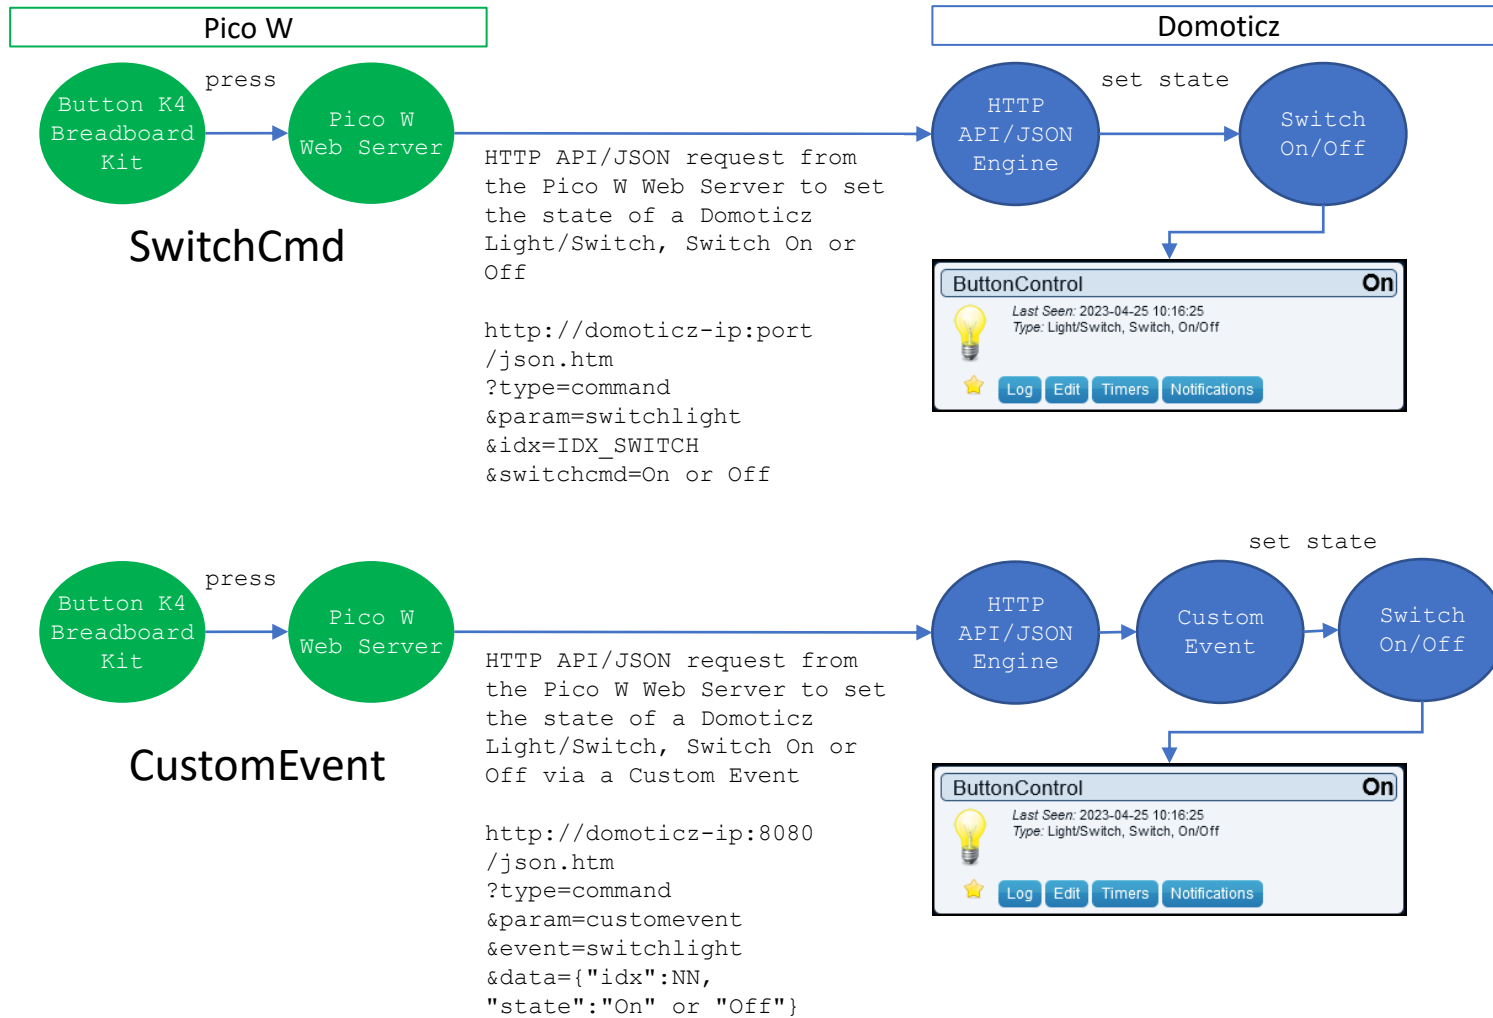 Pico W
Domoticz
press
set state
Button K4
Breadboard
Kit
Pico W
Web Server
HTTP
API/JSON
Engine
Switch
On/Off
SwitchCmd
HTTP API/JSON request from
the Pico W Web Server to set
the state of a Domoticz
Light/Switch, Switch On or
Off
http://domoticz-ip:port
/json.htm
?type=command
&param=switchlight
&idx=IDX_SWITCH
&switchcmd=On or Off
ButtonControl On
Last Seen: 2023-04-25 10:16:25
Type: Light/Switch, Switch, On/Off
Log Edit Timers Notifications
set state
press
Button K4
Breadboard
Kit
Pico W
Web Server
HTTP
API/JSON
Engine
Custom
Event
Switch
On/Off
CustomEvent
HTTP API/JSON request from
the Pico W Web Server to set
the state of a Domoticz
Light/Switch, Switch On or
Off via a Custom Event
http://domoticz-ip:8080
/json.htm
?type=command
&param=customevent
&event=switchlight
&data={"idx":NN,
"state":"On" or "Off"}
ButtonControl On
Last Seen: 2023-04-25 10:16:25
Type: Light/Switch, Switch, On/Off
Log Edit Timers Notifications